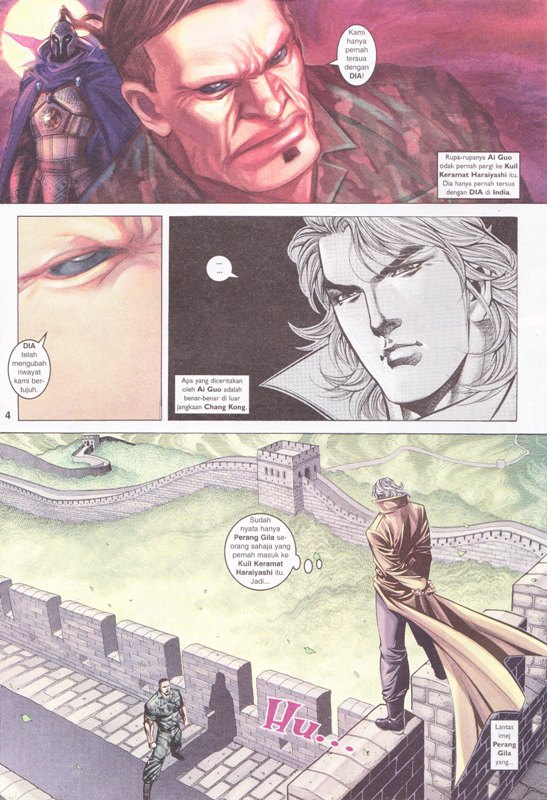 Kami
hanya
pernah
tersua
dengan
DIA!
Rupa-rupanya Ai Guo
tidak pernah pergi ke Kuil
Keramat Haraiyashi itu.
Dia hanya pernah tersua
dengan DIA di India.
DIA
telah
mengubah
riwayat
kami ber-
tujuh.
...
...
Apa yang diceritakan
oleh Ai Guo adalah
benar-benar di luar
jangkaan Chang Kong.
4
Sudah
nyata hanya
Perang Gila se-
orang sahaja yang
pernah masuk ke
Kuil Keramat
Haraiyashi itu.
Jadi...
Hu...
Lantas
imej
Perang
Gila
yang...